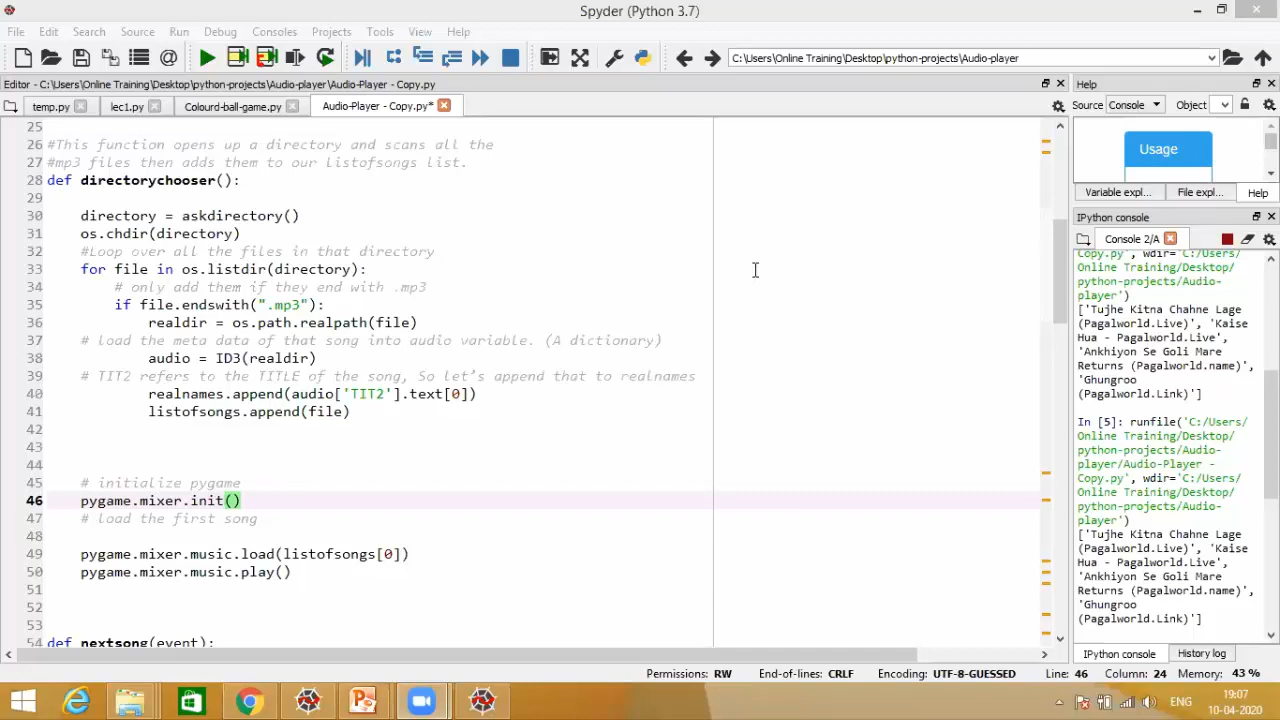 Spyder (Python 3.7)
File Edit Search Source Run Debug Consoles Projects Tools View Help
C:\Users\Online Training\Desktop\python-projects\Audio-player
Editor - C:\Users\Online Training\Desktop\python-projects\Audio-player\Audio-Player - Copy.py
temp.py lec1.py Colourd-ball-game.py Audio-Player - Copy.py*
25
26 #This function opens up a directory and scans all the
27 #mp3 files then adds them to our listofsongs list.
28 def directorychooser():
29
30 directory = askdirectory()
31 os.chdir(directory)
32 #Loop over all the files in that directory
33 for file in os.listdir(directory):
34 # only add them if they end with .mp3
35 if file.endswith(".mp3"):
36 realdir = os.path.realpath(file)
37 # load the meta data of that song into audio variable. (A dictionary)
38 audio = ID3(realdir)
39 # TIT2 refers to the TITLE of the song, So let's append that to realnames
40 realnames.append(audio['TIT2'].text[0])
41 listofsongs.append(file)
42
43
44
45 # initialize pygame
46 pygame.mixer.init()
47 # load the first song
48
49 pygame.mixer.music.load(listofsongs[0])
50 pygame.mixer.music.play()
51
52
53
54 def nextsong(event):
Help
Source Console Object
Usage
Variable expl... File expl... Help
IPython console
Console 2/A
Copy.py', wdir='C:/Users/
Online Training/Desktop/
python-projects/Audio-
player')
['Tujhe Kitna Chahne Lage
(Pagalworld.Live)', 'Kaise
Hua - Pagalworld.Live',
'Ankhiyon Se Goli Mare
Returns (Pagalworld.name)',
'Ghungroo
(Pagalworld.Link)']
In [5]: runfile('C:/Users/
Online Training/Desktop/
python-projects/Audio-
player/Audio-Player -
Copy.py', wdir='C:/Users/
Online Training/Desktop/
python-projects/Audio-
player')
['Tujhe Kitna Chahne Lage
(Pagalworld.Live)', 'Kaise
Hua - Pagalworld.Live',
'Ankhiyon Se Goli Mare
Returns (Pagalworld.name)',
'Ghungroo
(Pagalworld.Link)']
IPython console History log
Permissions: RW End-of-lines: CRLF Encoding: UTF-8-GUESSED Line: 46 Column: 24 Memory: 43 %
ENG
19:07
10-04-2020